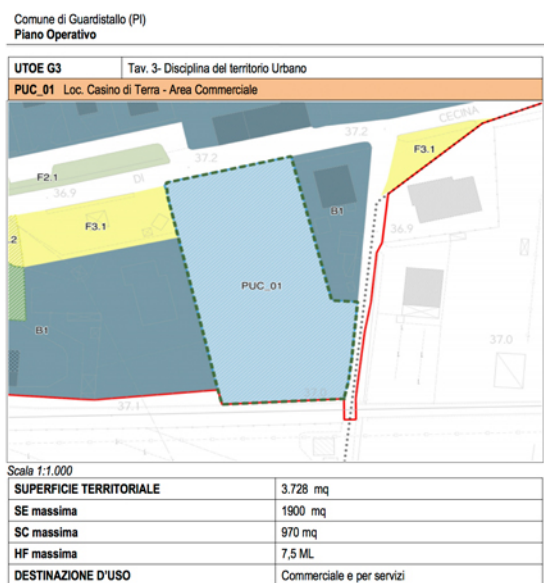 Comune di Guardistallo (PI)
Piano Operativo
UTOE G3 Tav. 3- Disciplina del territorio Urbano
PUC_01 Loc. Casino di Terra - Area Commerciale
CECINA
37.2
37.2
F3.1
F2.1
DI
36.9
B1
F3.1
36.9
.2
PUC_01
B1
37.0
37.0
37.1
Scala 1:1.000
SUPERFICIE TERRITORIALE 3.728 mq
SE massima 1900 mq
SC massima 970 mq
HF massima 7,5 ML
DESTINAZIONE D'USO Commerciale e per servizi